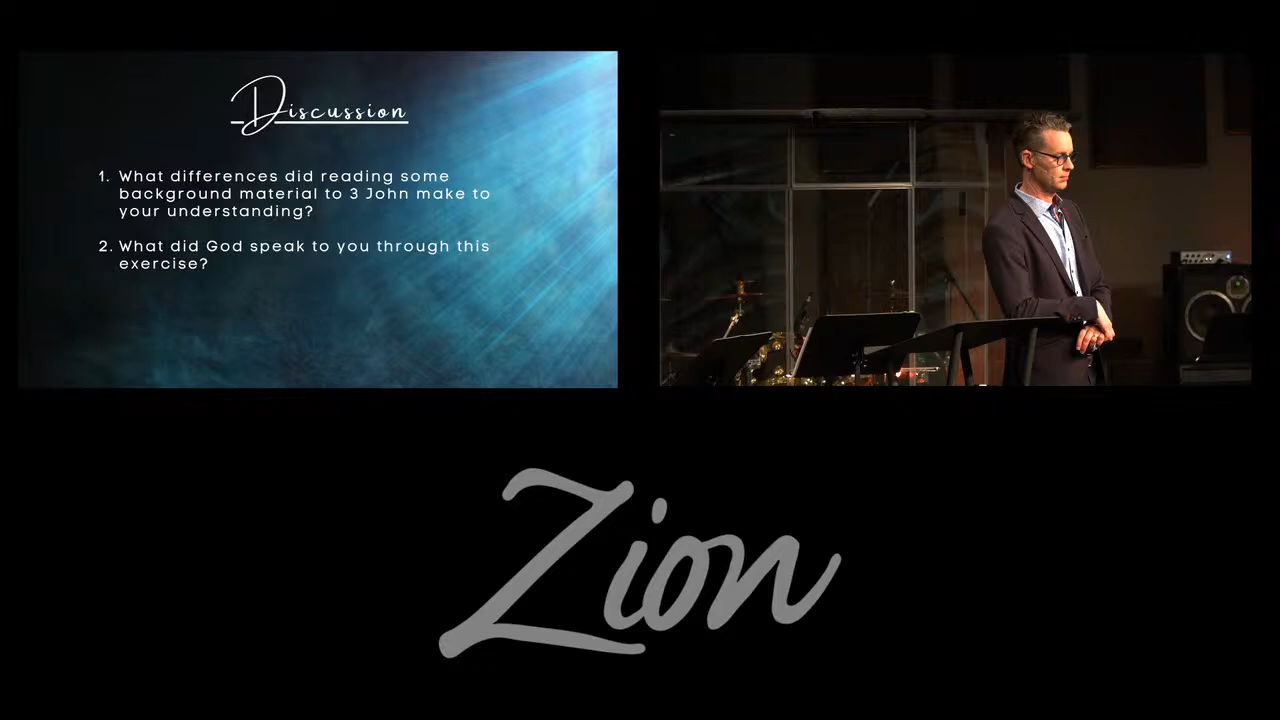 Discussion
1. What differences did reading some
background material to 3 John make to
your understanding?
2. What did God speak to you through this
exercise?
Zion